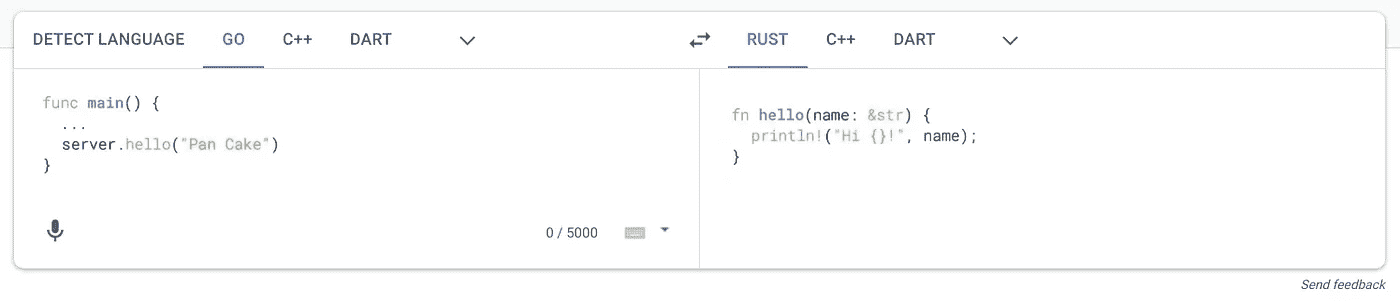 DETECT LANGUAGE GO C++ DART RUST C++ DART
func main() {
...
server.hello("Pan Cake")
}
fn hello(name: &str) {
println!("Hi {}!", name);
}
0 / 5000
Send feedback